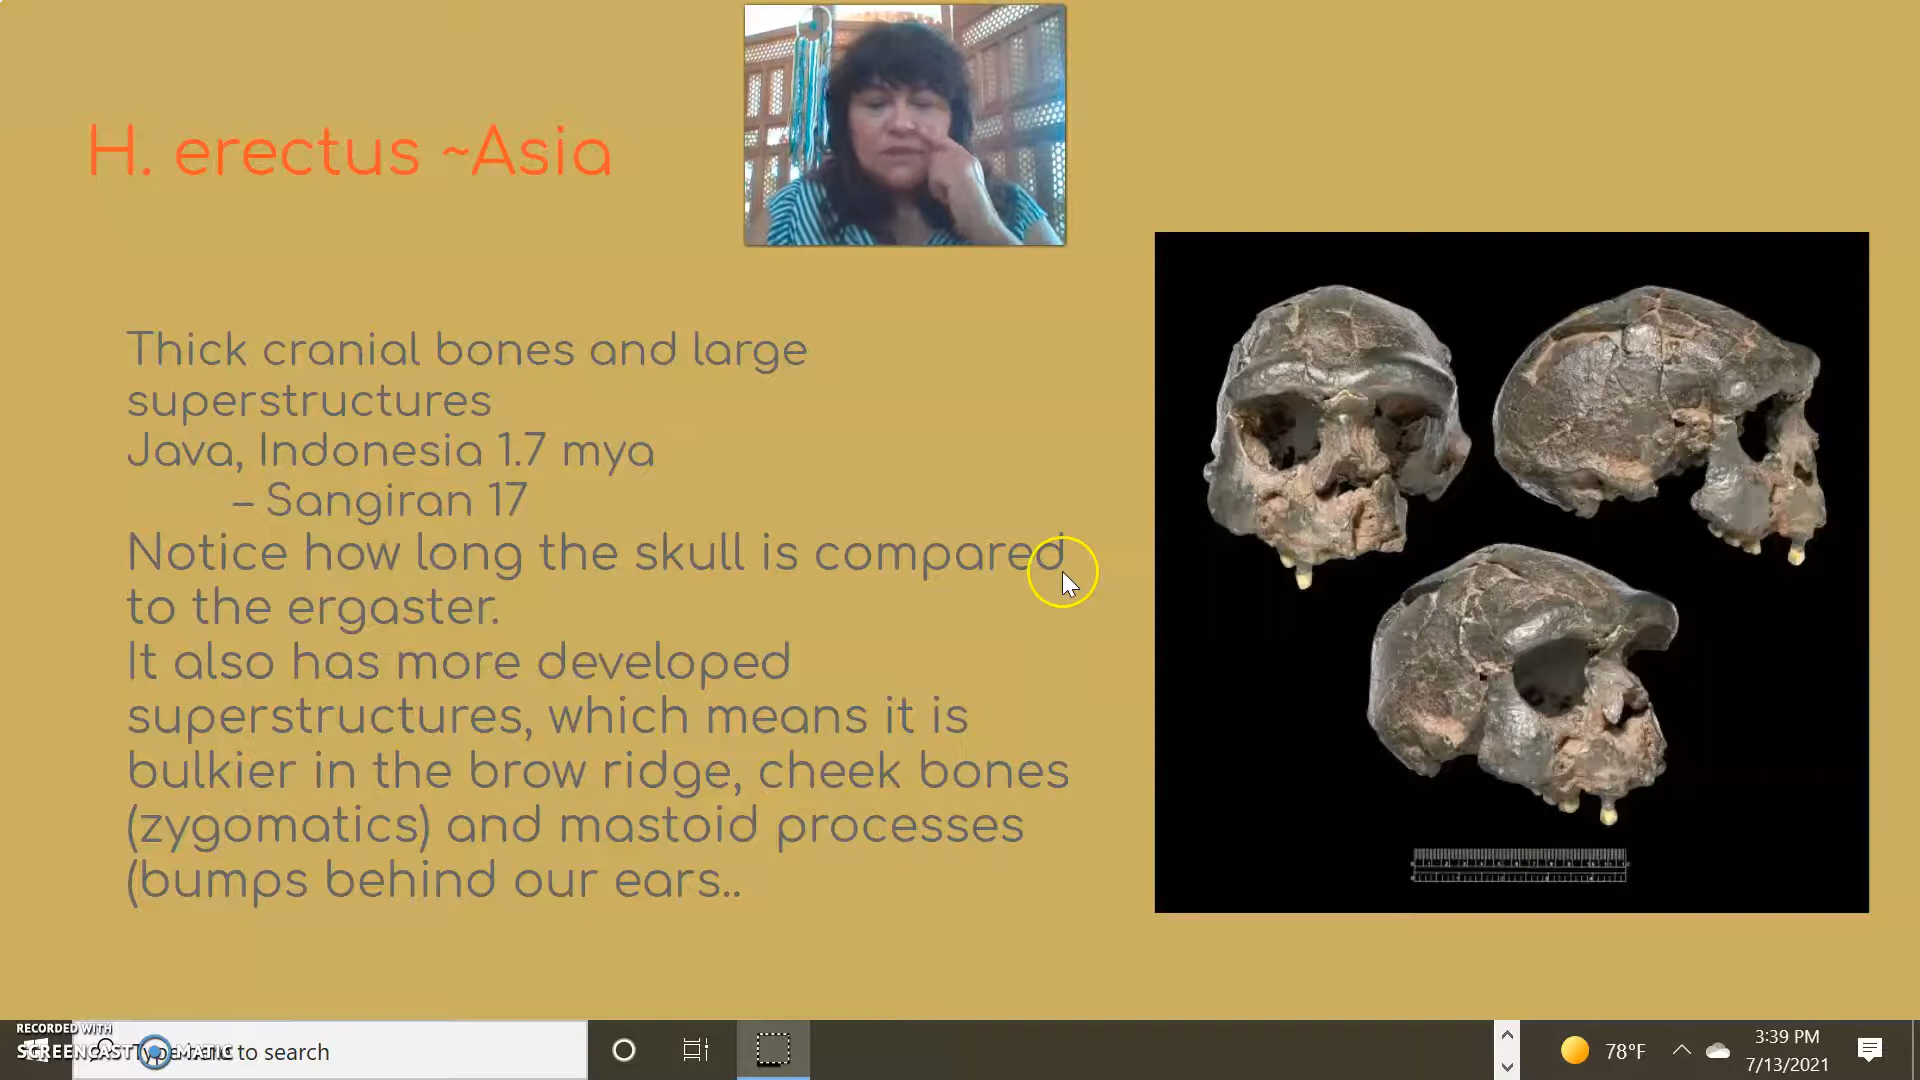 H. erectus ~Asia
Thick cranial bones and large
superstructures
Java, Indonesia 1.7 mya
– Sangiran 17
Notice how long the skull is compared
to the ergaster.
It also has more developed
superstructures, which means it is
bulkier in the brow ridge, cheek bones
(zygomatics) and mastoid processes
(bumps behind our ears..
RECORDED WITH
SCREENCAST MATIC
to search
78°F
3:39 PM
7/13/2021